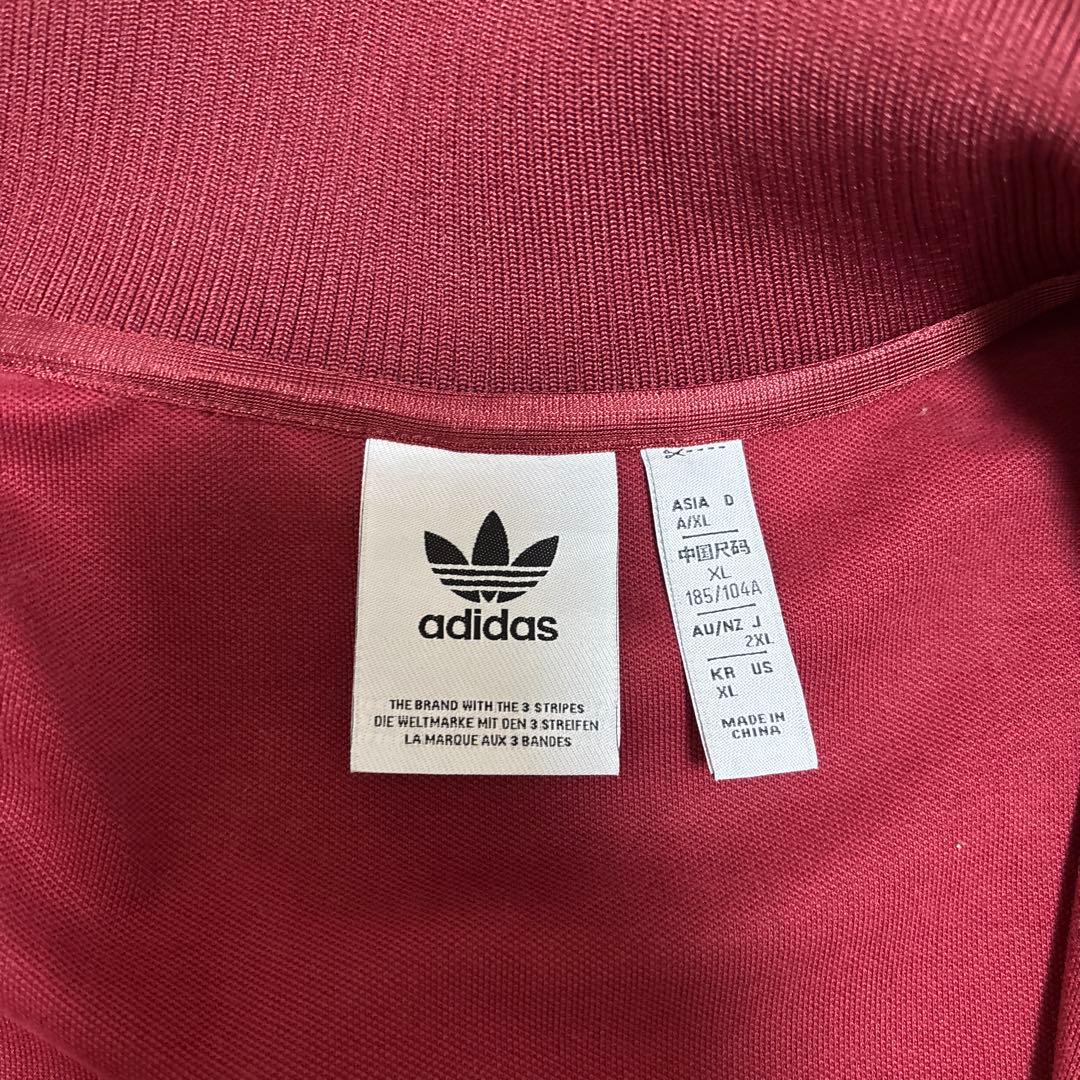 adidas
THE BRAND WITH THE 3 STRIPES
DIE WELTMARKE MIT DEN 3 STREIFEN
LA MARQUE AUX 3 BANDES
ASIA D
A/XL
中国尺码
XL
185/104A
AU/NZ J
2XL
KR US
XL
MADE IN
CHINA